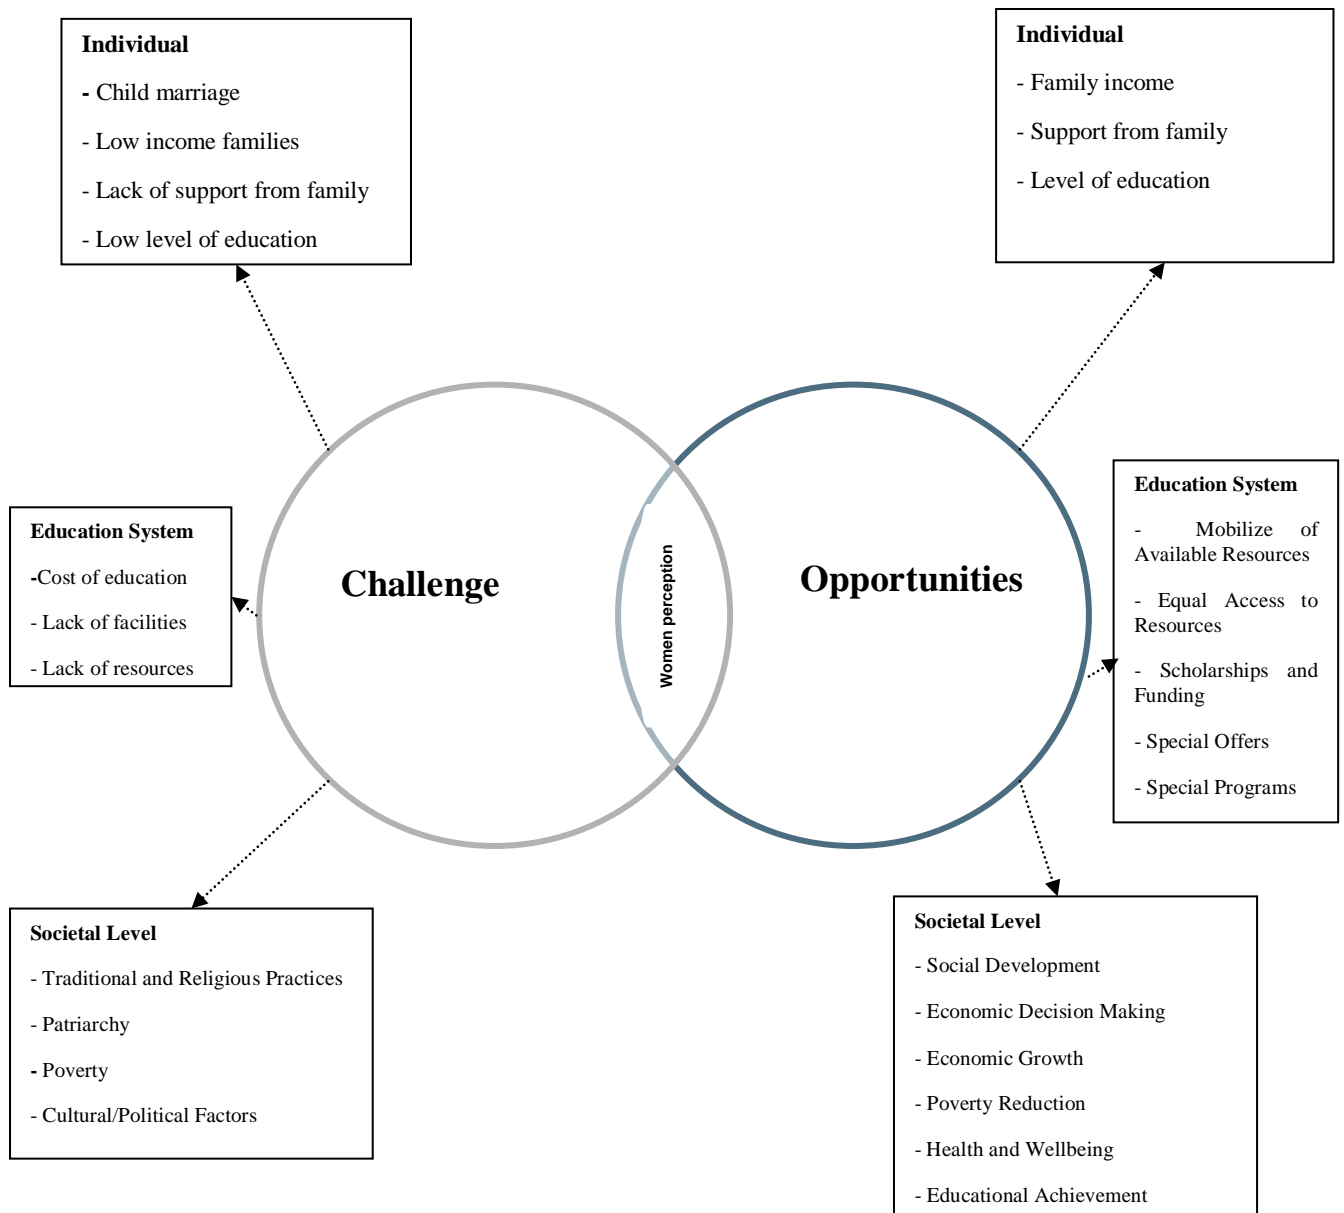 Individual
- Child marriage
- Low income families
- Lack of support from family
- Low level of education
Individual
- Family income
- Support from family
- Level of education
Education System
-Cost of education
- Lack of facilities
- Lack of resources
Challenge
Women perception
Opportunities
Education System
- Mobilize of
Available Resources
- Equal Access to
Resources
- Scholarships and
Funding
- Special Offers
- Special Programs
Societal Level
- Traditional and Religious Practices
- Patriarchy
- Poverty
- Cultural/Political Factors
Societal Level
- Social Development
- Economic Decision Making
- Economic Growth
- Poverty Reduction
- Health and Wellbeing
- Educational Achievement